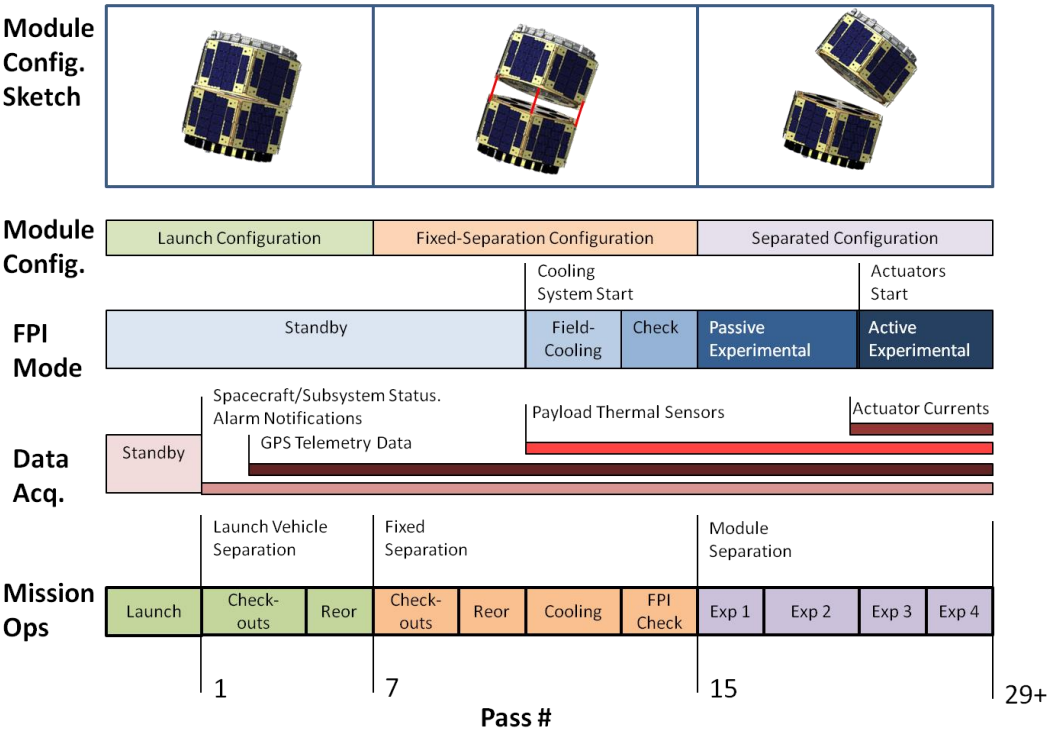 Module
Config.
Sketch
Module
Config.
Launch Configuration
Fixed-Separation Configuration
Separated Configuration
Cooling
System Start
Actuators
Start
FPI
Mode
Standby
Field-
Cooling
Check
Passive
Experimental
Active
Experimental
Spacecraft/Subsystem Status.
Alarm Notifications
GPS Telemetry Data
Payload Thermal Sensors
Actuator Currents
Data
Acq.
Standby
Launch Vehicle
Separation
Fixed
Separation
Module
Separation
Mission
Ops
Launch
Check-
outs
Reor
Check-
outs
Reor
Cooling
FPI
Check
Exp 1
Exp 2
Exp 3
Exp 4
1
7
15
29+
Pass #